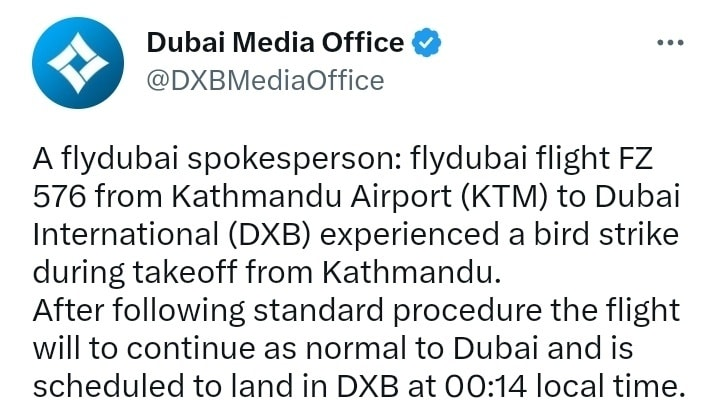 Dubai Media Office
@DXBMediaOffice
A flydubai spokesperson: flydubai flight FZ
576 from Kathmandu Airport (KTM) to Dubai
International (DXB) experienced a bird strike
during takeoff from Kathmandu.
After following standard procedure the flight
will to continue as normal to Dubai and is
scheduled to land in DXB at 00:14 local time.